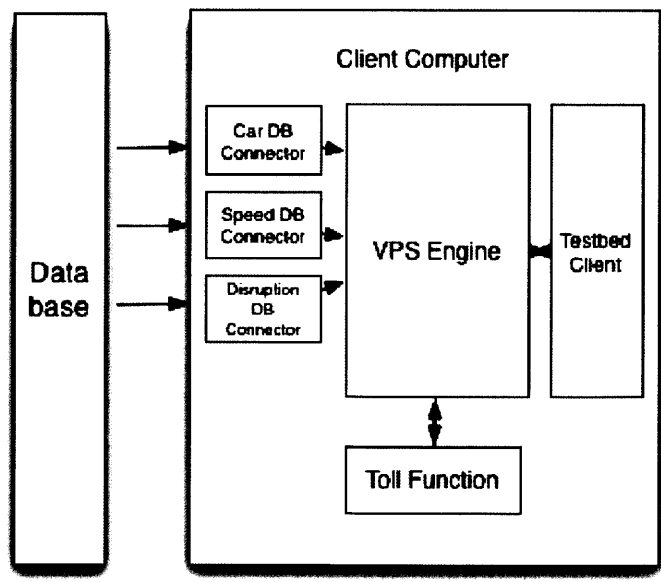 Client Computer
Data
base
Car DB
Connector
Speed DB
Connector
Disruption
DB
Connector
VPS Engine
Testbed
Client
Toll Function